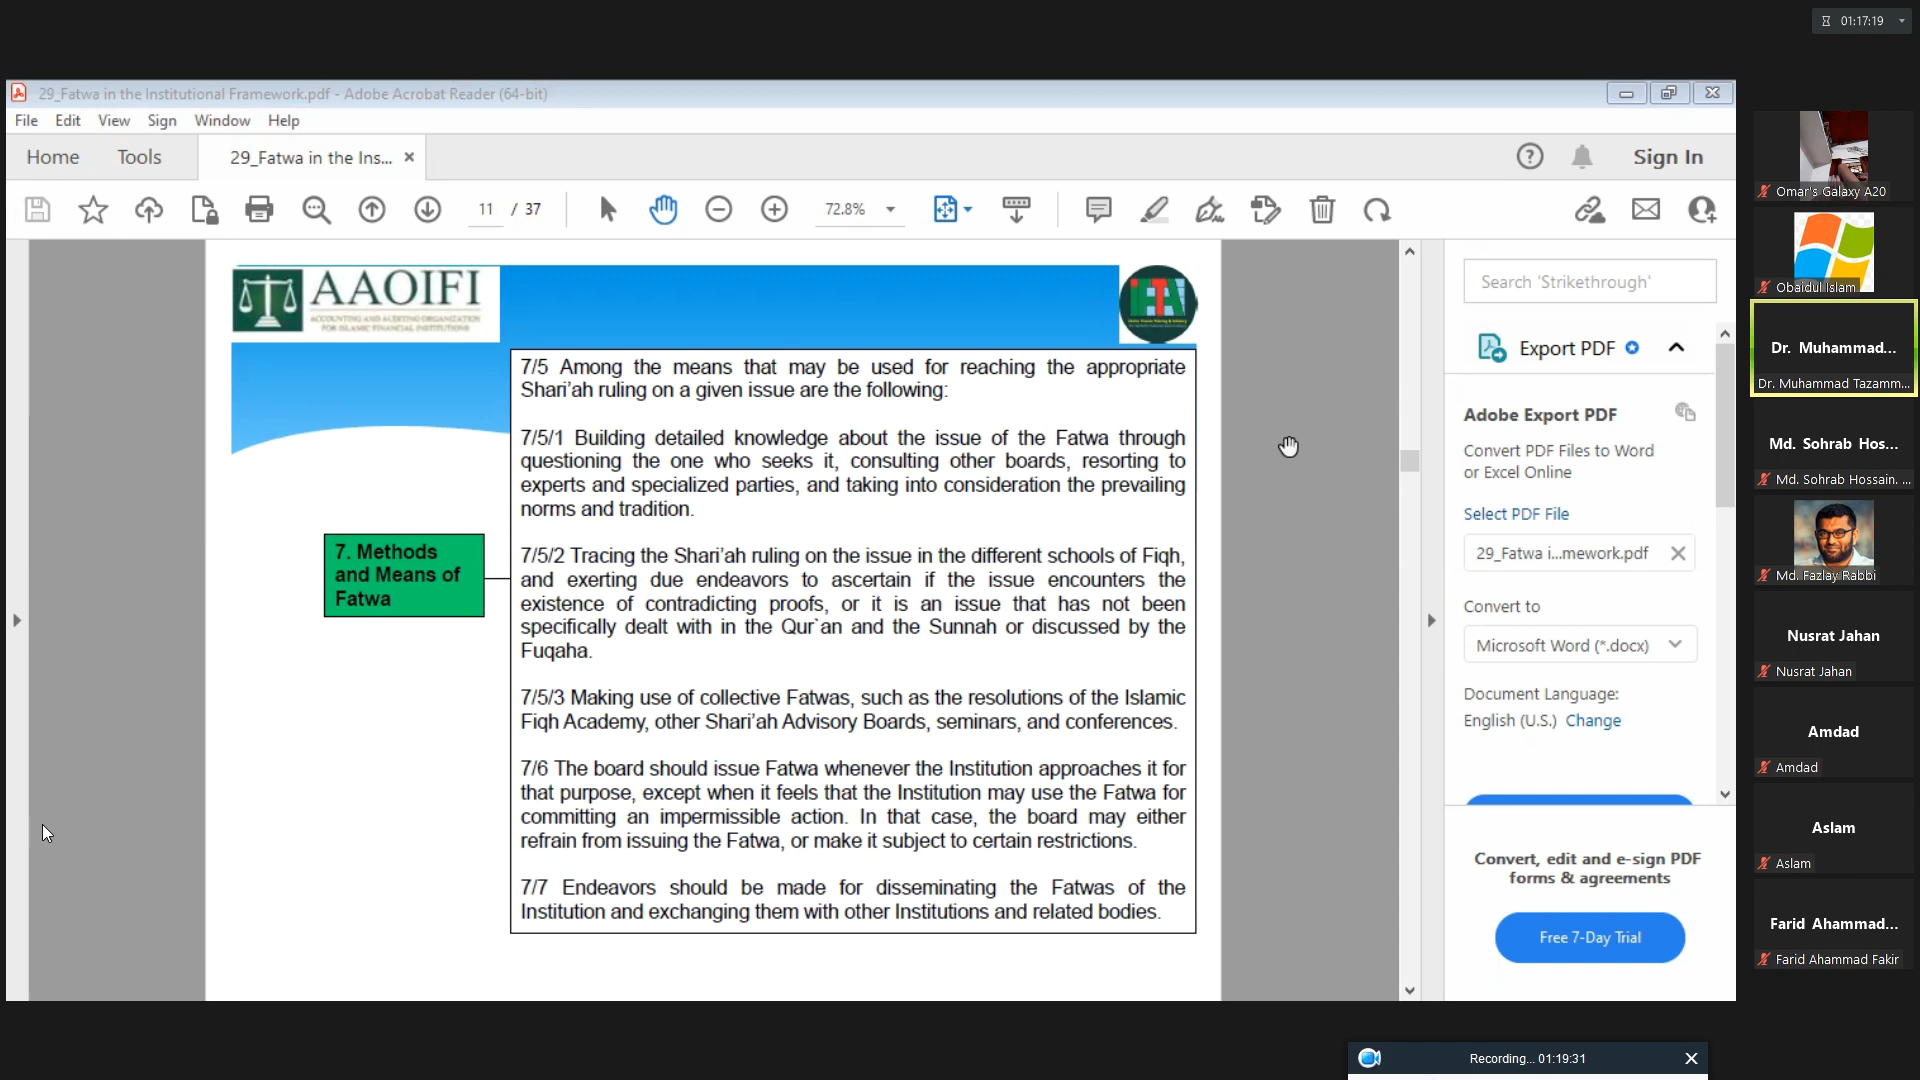 01:17:19
29_Fatwa in the Institutional Framework.pdf - Adobe Acrobat Reader (64-bit)
File Edit View Sign Window Help
Home Tools 29_Fatwa in the Ins... Sign In
11 / 37 72.8%
AAOIFI
ACCOUNTING AND AUDITING ORGANIZATION
FOR ISLAMIC FINANCIAL INSTITUTIONS
7. Methods
and Means of
Fatwa
7/5 Among the means that may be used for reaching the appropriate
Shari'ah ruling on a given issue are the following:
7/5/1 Building detailed knowledge about the issue of the Fatwa through
questioning the one who seeks it, consulting other boards, resorting to
experts and specialized parties, and taking into consideration the prevailing
norms and tradition.
7/5/2 Tracing the Shari'ah ruling on the issue in the different schools of Fiqh,
and exerting due endeavors to ascertain if the issue encounters the
existence of contradicting proofs, or it is an issue that has not been
specifically dealt with in the Qur`an and the Sunnah or discussed by the
Fuqaha.
7/5/3 Making use of collective Fatwas, such as the resolutions of the Islamic
Fiqh Academy, other Shari'ah Advisory Boards, seminars, and conferences.
7/6 The board should issue Fatwa whenever the Institution approaches it for
that purpose, except when it feels that the Institution may use the Fatwa for
committing an impermissible action. In that case, the board may either
refrain from issuing the Fatwa, or make it subject to certain restrictions.
7/7 Endeavors should be made for disseminating the Fatwas of the
Institution and exchanging them with other Institutions and related bodies.
Search 'Strikethrough'
Export PDF
Adobe Export PDF
Convert PDF Files to Word
or Excel Online
Select PDF File
29_Fatwa i...mework.pdf
Convert to
Microsoft Word (*.docx)
Document Language:
English (U.S.) Change
Convert, edit and e-sign PDF
forms & agreements
Free 7-Day Trial
Omar's Galaxy A20
Obaidul Islam
Dr. Muhammad...
Dr. Muhammad Tazamm...
Md. Sohrab Hos...
Md. Sohrab Hossain. ...
Md. Fazlay Rabbi
Nusrat Jahan
Nusrat Jahan
Amdad
Amdad
Aslam
Aslam
Farid Ahammad...
Farid Ahammad Fakir
Recording... 01:19:31